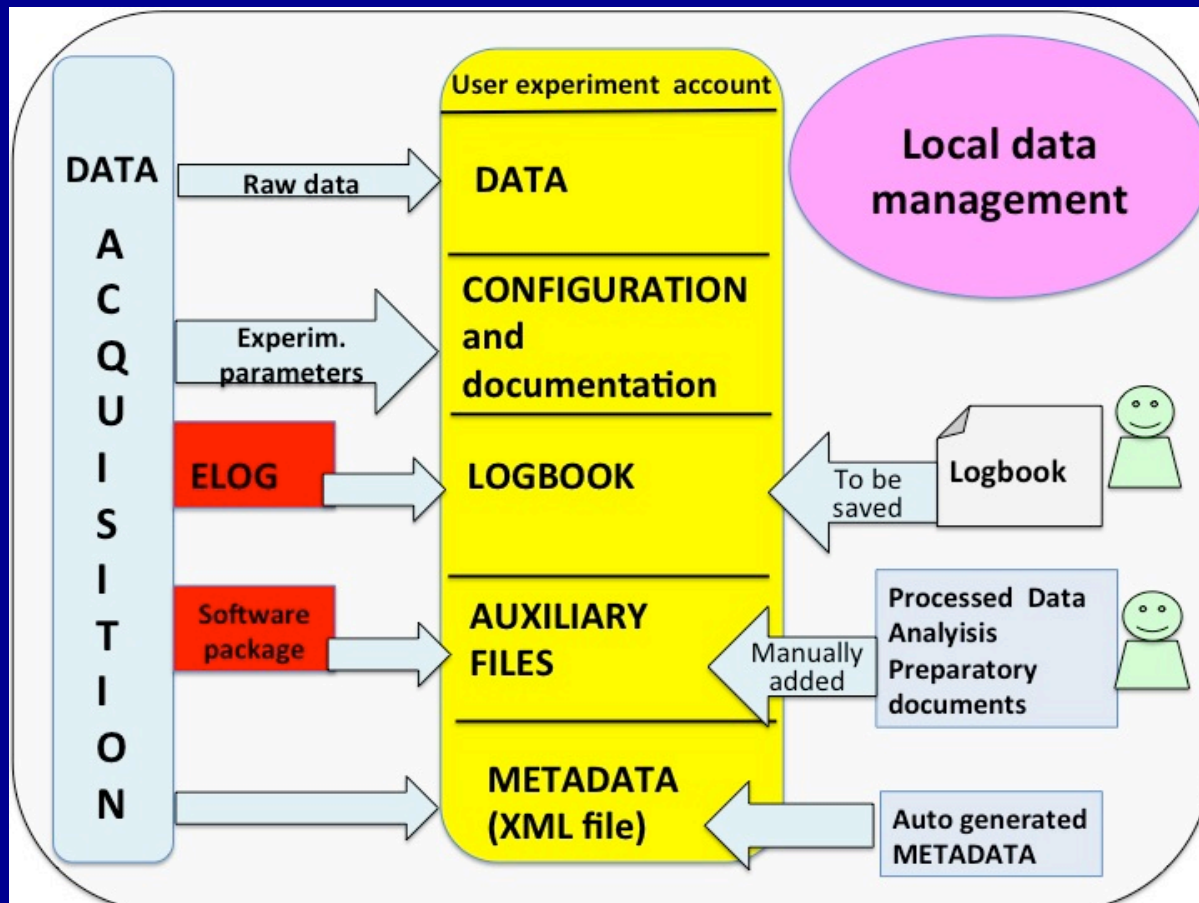 User experiment account
Local data
management
DATA
A
C
Q
U
I
S
I
T
I
O
N
Raw data
DATA
Experim.
parameters
CONFIGURATION
and
documentation
ELOG
LOGBOOK
To be
saved
Logbook
Software
package
AUXILIARY
FILES
Manually
added
Processed Data
Analyisis
Preparatory
documents
METADATA
(XML file)
Auto generated
METADATA